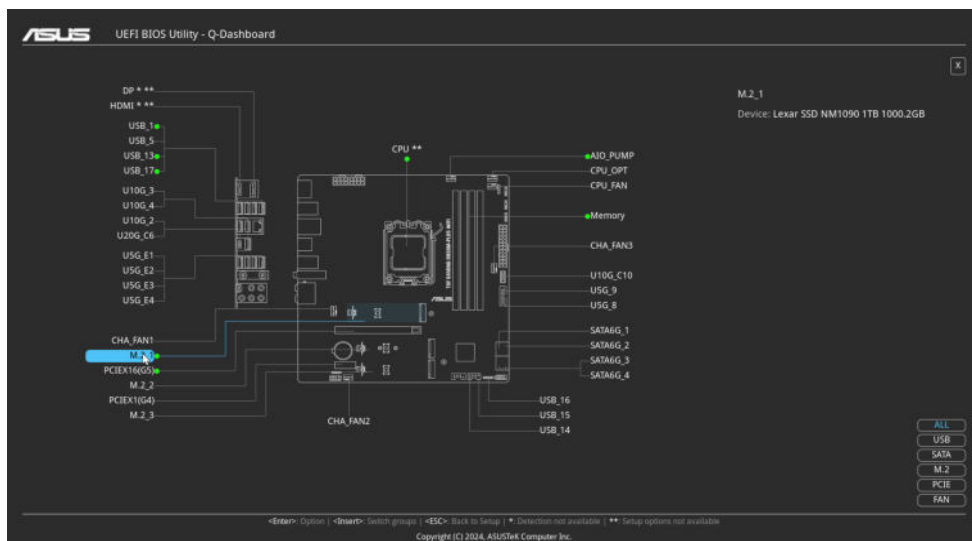 ASUS UEFI BIOS Utility - Q-Dashboard
X
M.2_1
Device: Lexar SSD NM1090 1TB 1000.2GB
DP * **
HDMI * **
USB_1
USB_5
USB_13
USB_17
U10G_3
U10G_4
U10G_2
U20G_C6
U5G_E1
U5G_E2
U5G_E3
U5G_E4
CHA_FAN1
M.2_1
PCIEX16(G5)
M.2_2
PCIEX1(G4)
M.2_3
CPU **
ASUS
CHA_FAN2
AIO_PUMP
CPU_OPT
CPU_FAN
Memory
CHA_FAN3
U10G_C10
U5G_9
U5G_8
SATA6G_1
SATA6G_2
SATA6G_3
SATA6G_4
USB_16
USB_15
USB_14
ALL
USB
SATA
M.2
PCIE
FAN
<Enter>: Option | <Insert>: Switch groups | <ESC>: Back to Setup | *: Detection not available | **: Setup options not available
Copyright (C) 2024, ASUSTeK Computer Inc.